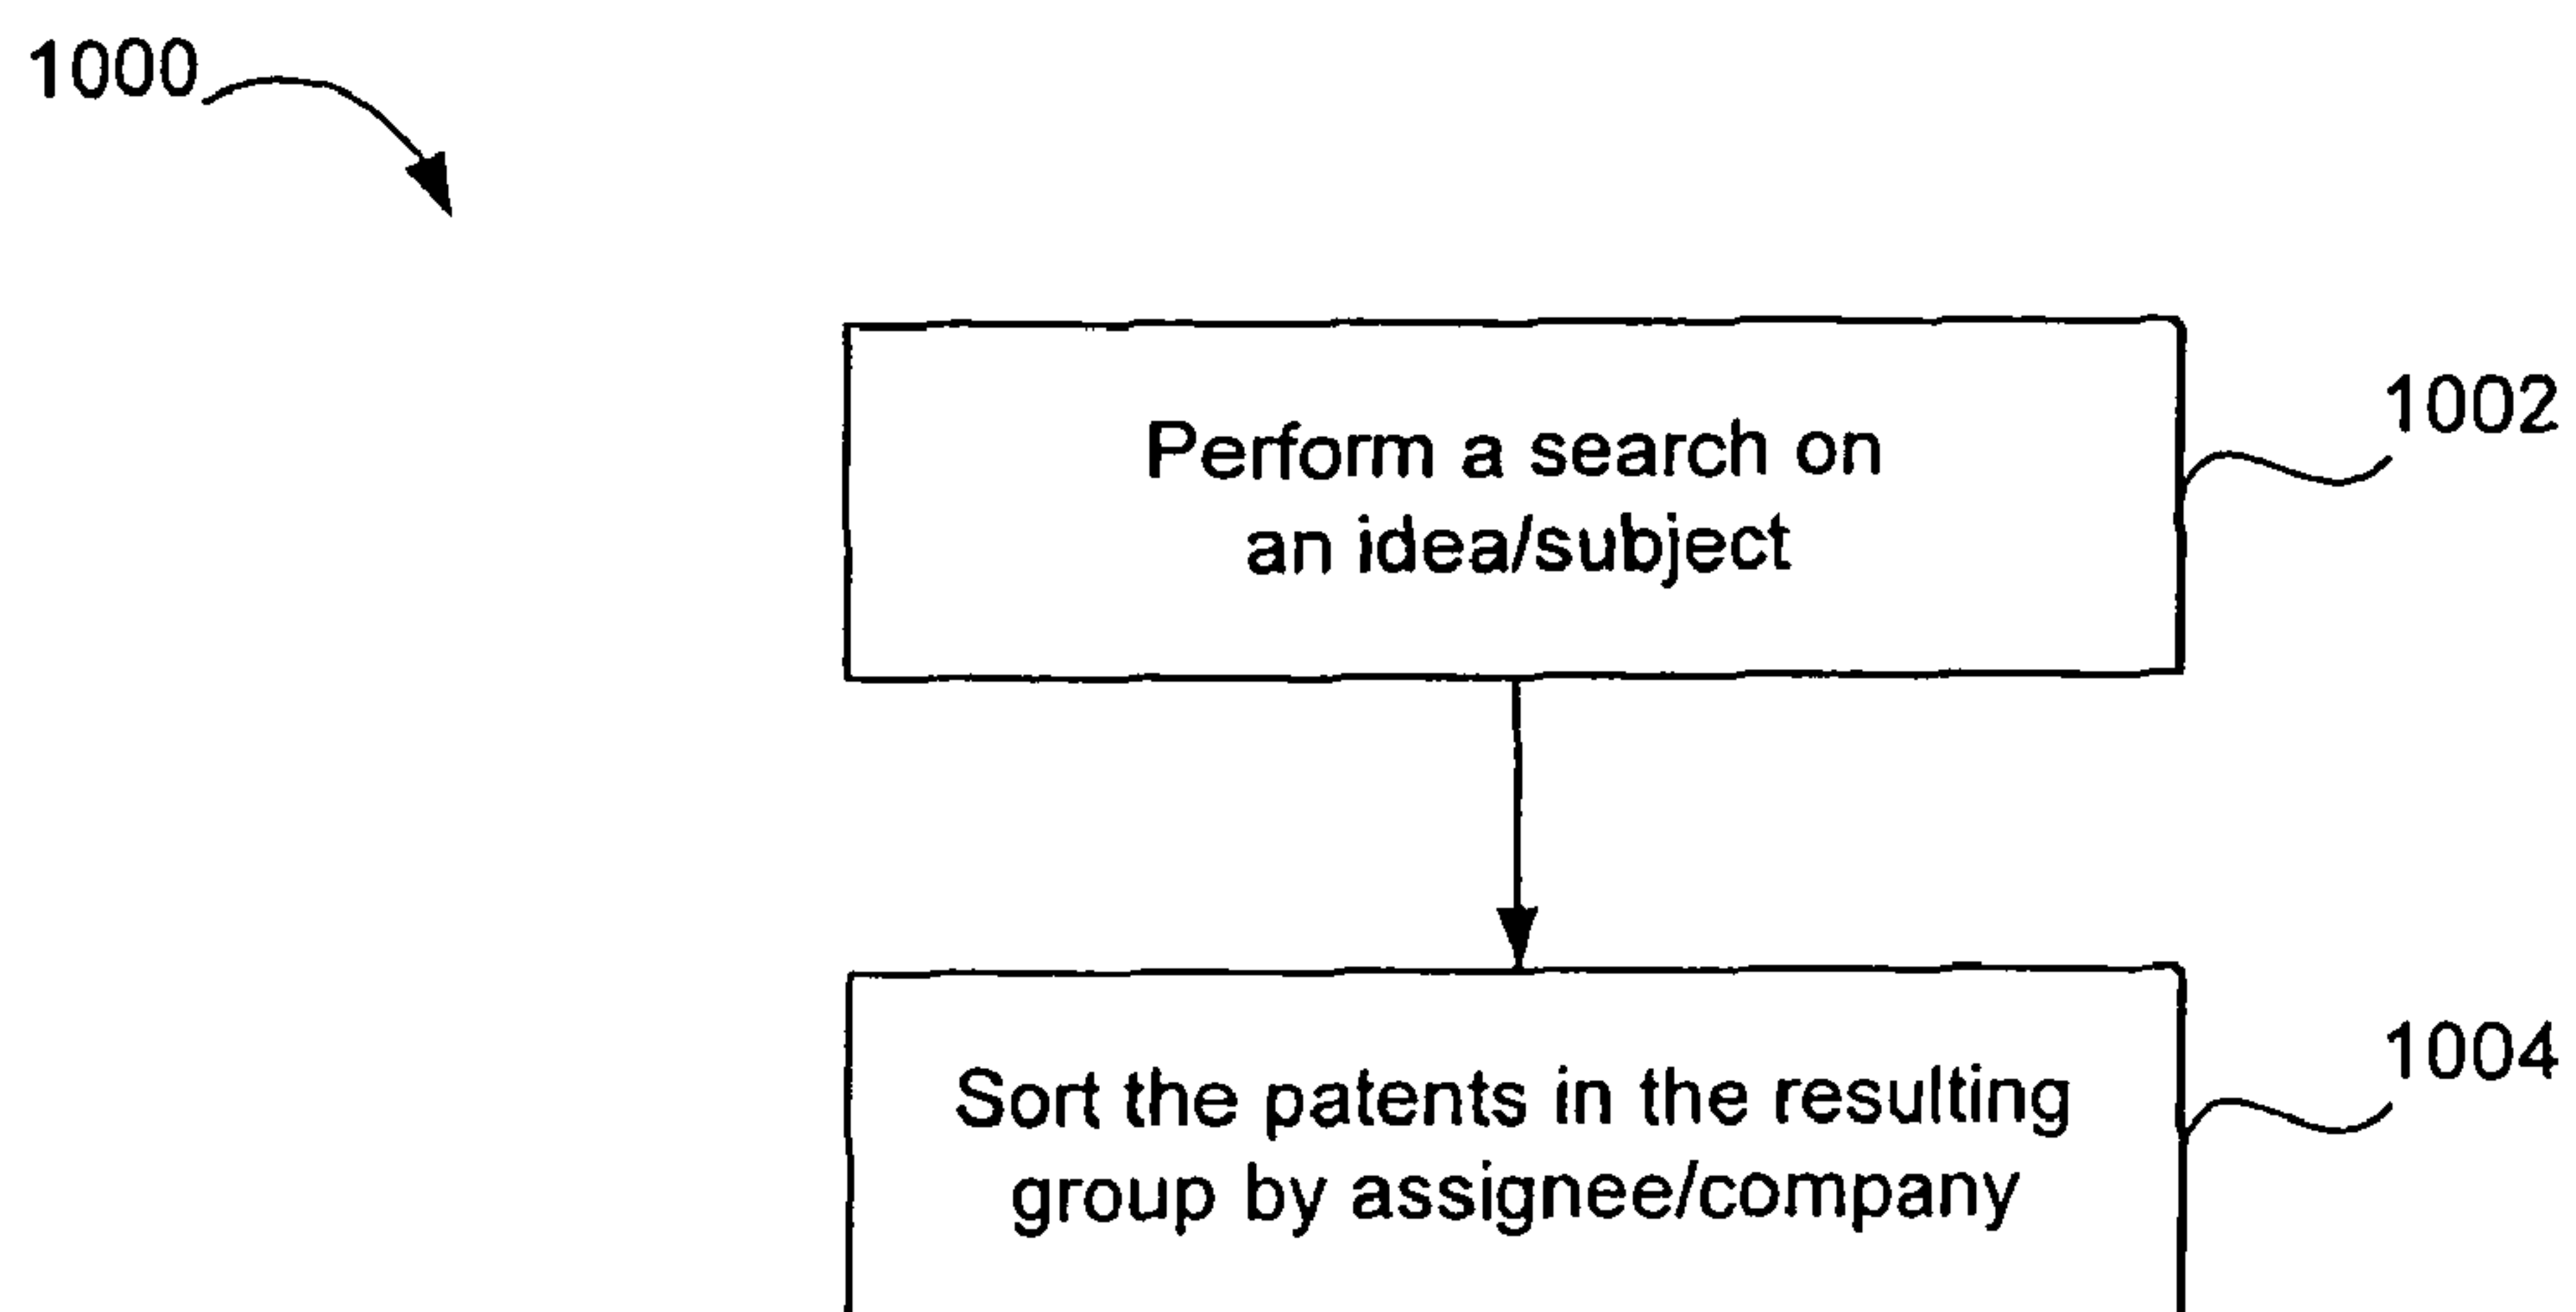 1000
Perform a search on
an idea/subject
1002
Sort the patents in the resulting
group by assignee/company
1004